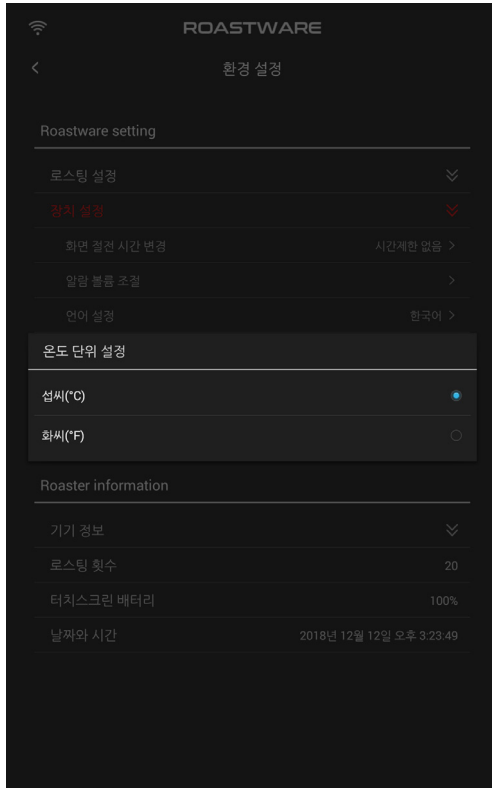 ROASTWARE
환경 설정
Roastware setting
로스팅 설정
장치 설정
화면 절전 시간 변경 시간제한 없음
알람 볼륨 조절
언어 설정 한국어
온도 단위 설정
섭씨(°C)
화씨(°F)
Roaster information
기기 정보
로스팅 횟수 20
터치스크린 배터리 100%
날짜와 시간 2018년 12월 12일 오후 3:23:49